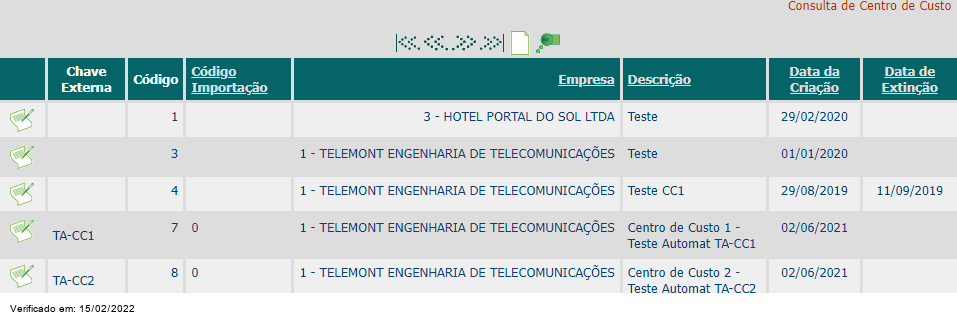 Consulta de Centro de Custo
Chave Externa Código Código Importação Empresa Descrição Data da Criação Data de Extinção
1 3 - HOTEL PORTAL DO SOL LTDA Teste 29/02/2020
3 1 - TELEMONT ENGENHARIA DE TELECOMUNICAÇÕES Teste 01/01/2020
4 1 - TELEMONT ENGENHARIA DE TELECOMUNICAÇÕES Teste CC1 29/08/2019 11/09/2019
TA-CC1 7 0 1 - TELEMONT ENGENHARIA DE TELECOMUNICAÇÕES Centro de Custo 1 - Teste Automat TA-CC1 02/06/2021
TA-CC2 8 0 1 - TELEMONT ENGENHARIA DE TELECOMUNICAÇÕES Centro de Custo 2 - Teste Automat TA-CC2 02/06/2021
Verificado em: 15/02/2022